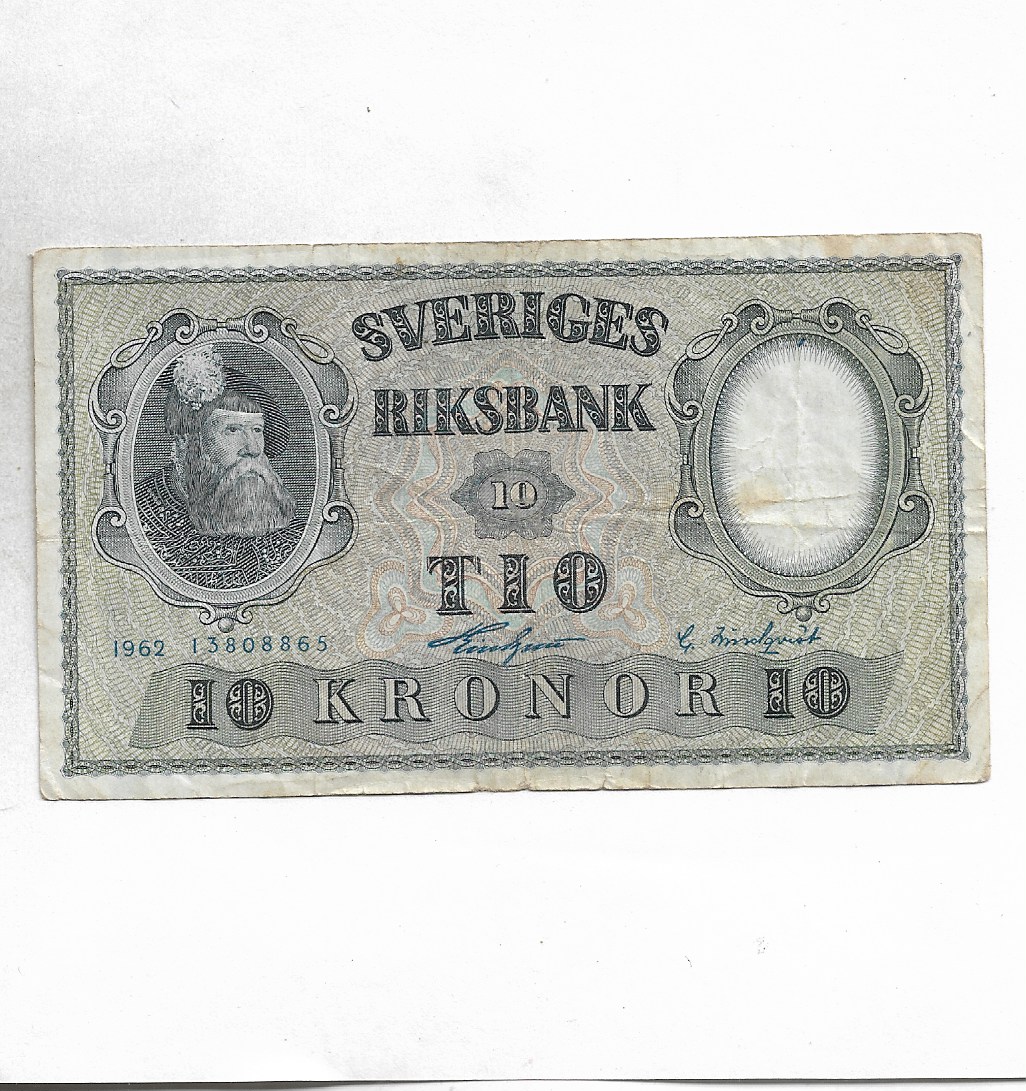 SVERIGES
RIKSBANK
10
TIO
1962 13808865
10 KRONOR 10